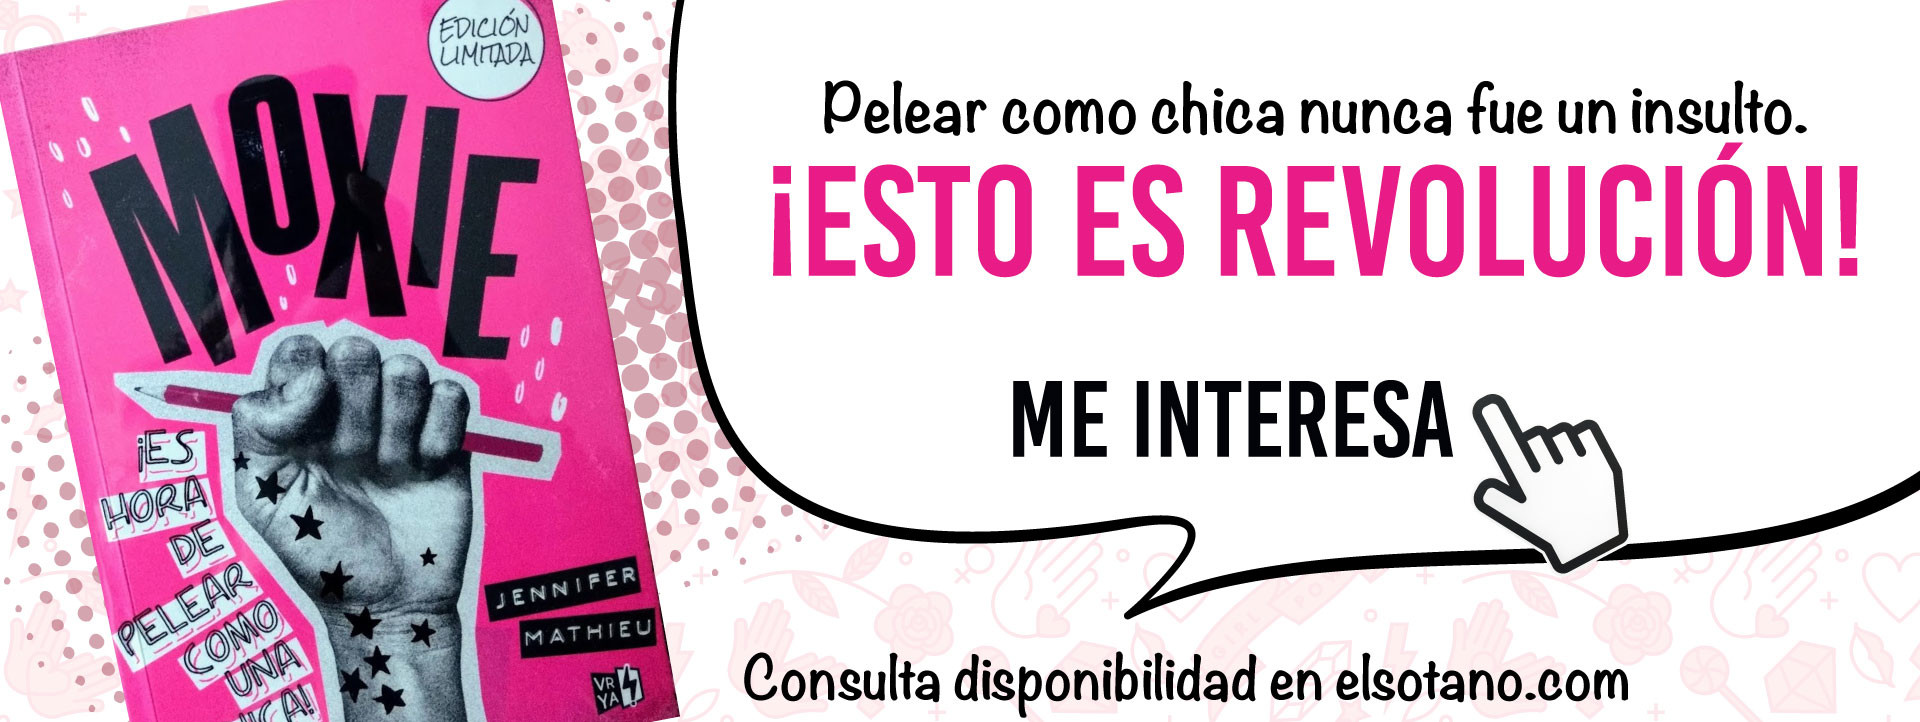 EDICIÓN
LIMITADA
MOXIE
¡ES
HORA
DE
PELEAR
COMO
UNA
JENNIFER
MATHIEU
VR
YA
Pelear como chica nunca fue un insulto.
¡ESTO ES REVOLUCIÓN!
ME INTERESA
Consulta disponibilidad en elsotano.com